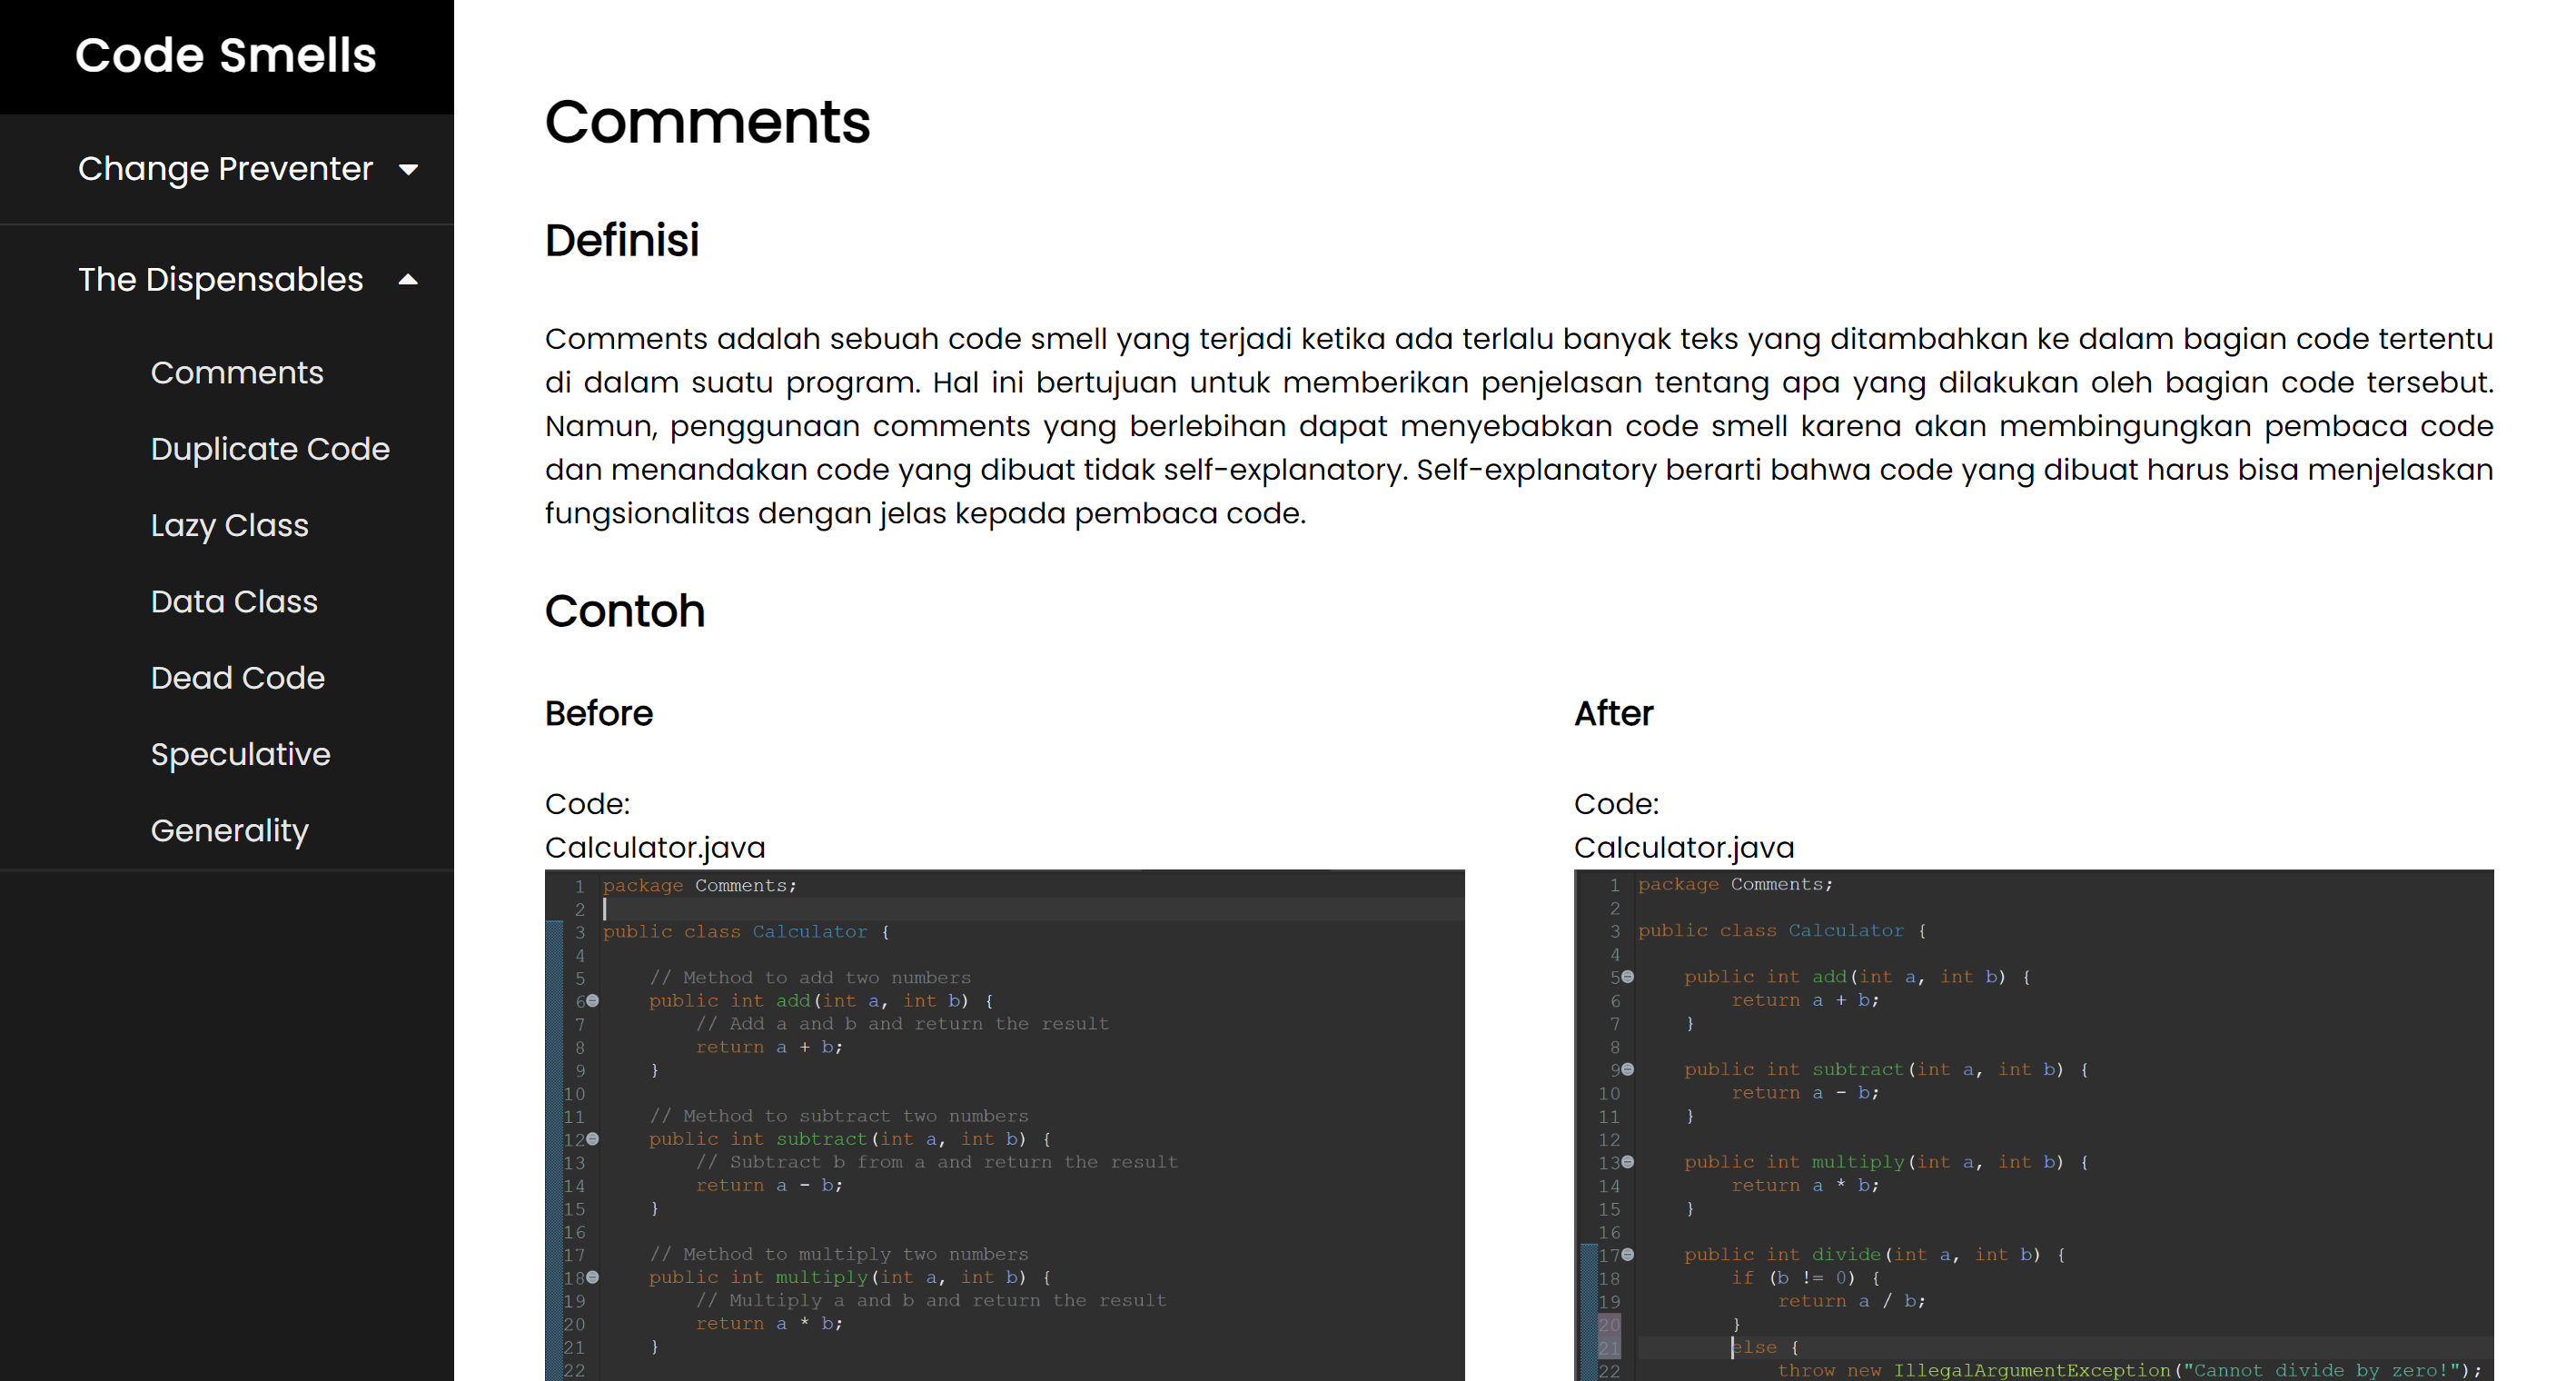 Code Smells
Change Preventer
The Dispensables
Comments
Duplicate Code
Lazy Class
Data Class
Dead Code
Speculative
Generality
Comments
Definisi
Comments adalah sebuah code smell yang terjadi ketika ada terlalu banyak teks yang ditambahkan ke dalam bagian code tertentu
di dalam suatu program. Hal ini bertujuan untuk memberikan penjelasan tentang apa yang dilakukan oleh bagian code tersebut.
Namun, penggunaan comments yang berlebihan dapat menyebabkan code smell karena akan membingungkan pembaca code
dan menandakan code yang dibuat tidak self-explanatory. Self-explanatory berarti bahwa code yang dibuat harus bisa menjelaskan
fungsionalitas dengan jelas kepada pembaca code.
Contoh
Before
Code:
Calculator.java
1 package Comments;
2
3 public class Calculator {
4
5     // Method to add two numbers
6     public int add(int a, int b) {
7         // Add a and b and return the result
8         return a + b;
9     }
10
11     // Method to subtract two numbers
12     public int subtract(int a, int b) {
13         // Subtract b from a and return the result
14         return a - b;
15     }
16
17     // Method to multiply two numbers
18     public int multiply(int a, int b) {
19         // Multiply a and b and return the result
20         return a * b;
21     }
22
After
Code:
Calculator.java
1 package Comments;
2
3 public class Calculator {
4
5     public int add(int a, int b) {
6         return a + b;
7     }
8
9     public int subtract(int a, int b) {
10         return a - b;
11     }
12
13     public int multiply(int a, int b) {
14         return a * b;
15     }
16
17     public int divide(int a, int b) {
18         if (b != 0) {
19             return a / b;
20         }
21         else {
22             throw new IllegalArgumentException("Cannot divide by zero!");